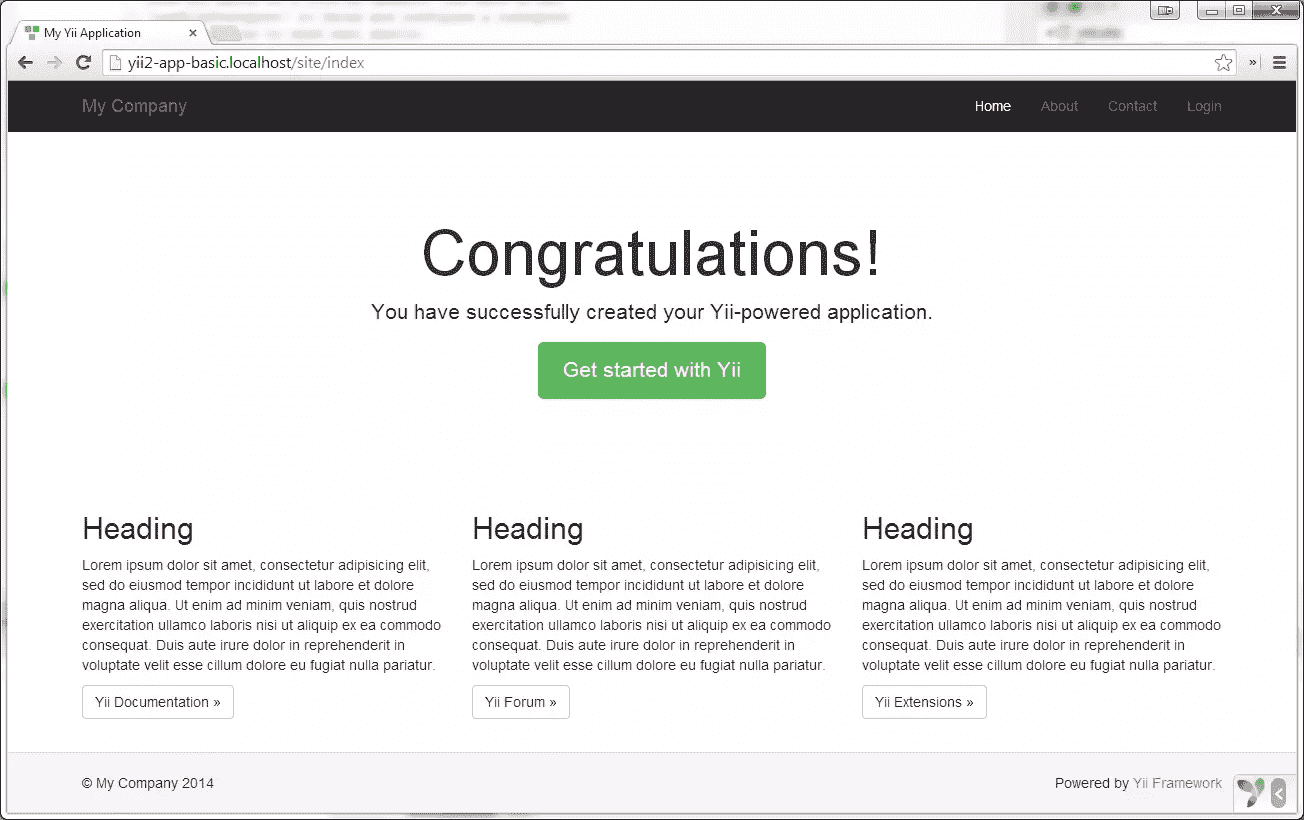 My Yii Application
yii2-app-basic.localhost/site/index
My Company
Home About Contact Login
Congratulations!
You have successfully created your Yii-powered application.
Get started with Yii
Heading
Lorem ipsum dolor sit amet, consectetur adipisicing elit,
sed do eiusmod tempor incididunt ut labore et dolore
magna aliqua. Ut enim ad minim veniam, quis nostrud
exercitation ullamco laboris nisi ut aliquip ex ea commodo
consequat. Duis aute irure dolor in reprehenderit in
voluptate velit esse cillum dolore eu fugiat nulla pariatur.
Yii Documentation »
Heading
Lorem ipsum dolor sit amet, consectetur adipisicing elit,
sed do eiusmod tempor incididunt ut labore et dolore
magna aliqua. Ut enim ad minim veniam, quis nostrud
exercitation ullamco laboris nisi ut aliquip ex ea commodo
consequat. Duis aute irure dolor in reprehenderit in
voluptate velit esse cillum dolore eu fugiat nulla pariatur.
Yii Forum »
Heading
Lorem ipsum dolor sit amet, consectetur adipisicing elit,
sed do eiusmod tempor incididunt ut labore et dolore
magna aliqua. Ut enim ad minim veniam, quis nostrud
exercitation ullamco laboris nisi ut aliquip ex ea commodo
consequat. Duis aute irure dolor in reprehenderit in
voluptate velit esse cillum dolore eu fugiat nulla pariatur.
Yii Extensions »
© My Company 2014
Powered by Yii Framework